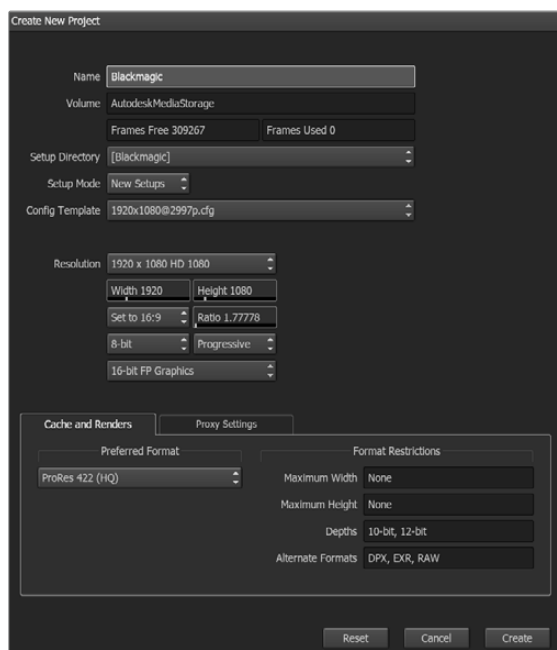 Create New Project
Name Blackmagic
Volume AutodeskMediaStorage
Frames Free 309267 Frames Used 0
Setup Directory [Blackmagic]
Setup Mode New Setups
Config Template 1920x1080@2997p.cfg
Resolution 1920 x 1080 HD 1080
Width 1920 Height 1080
Set to 16:9 Ratio 1.77778
8-bit Progressive
16-bit FP Graphics
Cache and Renders Proxy Settings
Preferred Format Format Restrictions
ProRes 422 (HQ) Maximum Width None
Maximum Height None
Depths 10-bit, 12-bit
Alternate Formats DPX, EXR, RAW
Reset Cancel Create